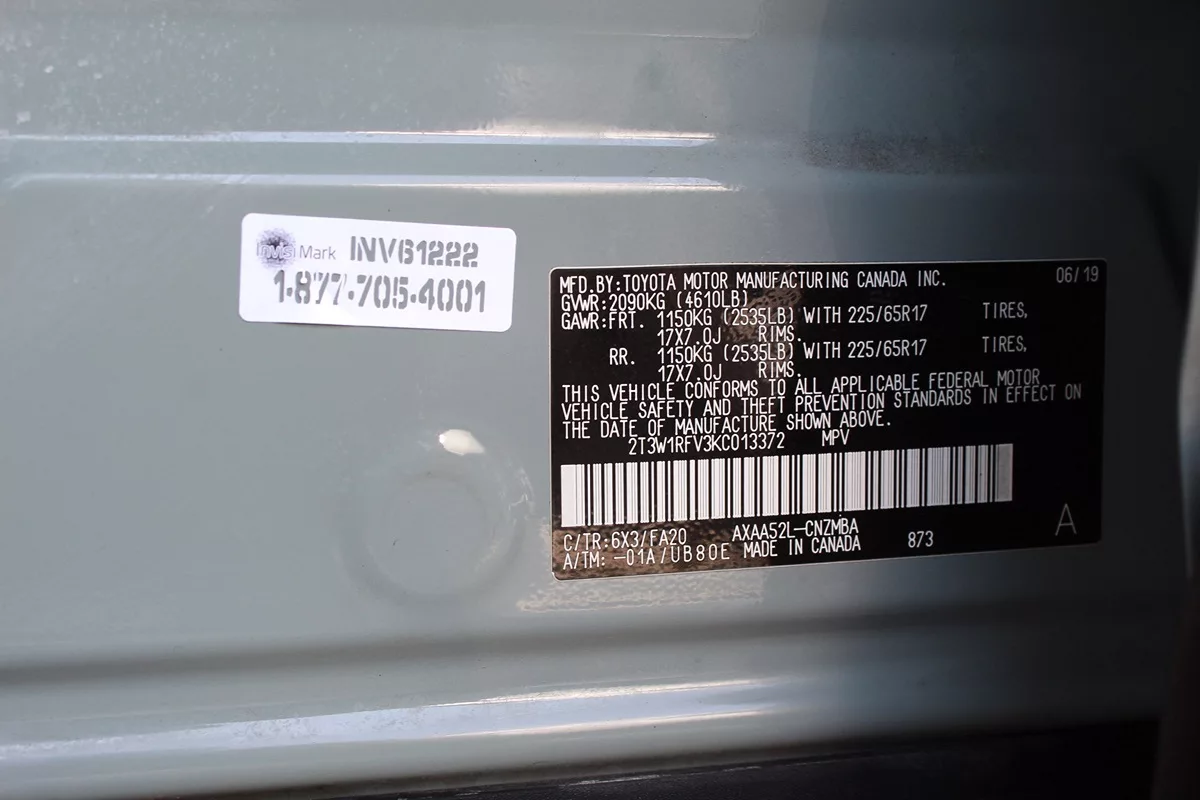 Invisi Mark INV61222
1-877-705-4001
MFD.BY:TOYOTA MOTOR MANUFACTURING CANADA INC. 06/19
GVWR:2090KG (4610LB)
GAWR:FRT. 1150KG (2535LB) WITH 225/65R17 TIRES,
17X7.0J RIMS.
RR. 1150KG (2535LB) WITH 225/65R17 TIRES,
17X7.0J RIMS.
THIS VEHICLE CONFORMS TO ALL APPLICABLE FEDERAL MOTOR
VEHICLE SAFETY AND THEFT PREVENTION STANDARDS IN EFFECT ON
THE DATE OF MANUFACTURE SHOWN ABOVE.
2T3W1RFV3KC013372 MPV
C/TR:6X3/FA20 AXAA52L-CNZMBA A
A/TM: -01A/UB80E MADE IN CANADA 873